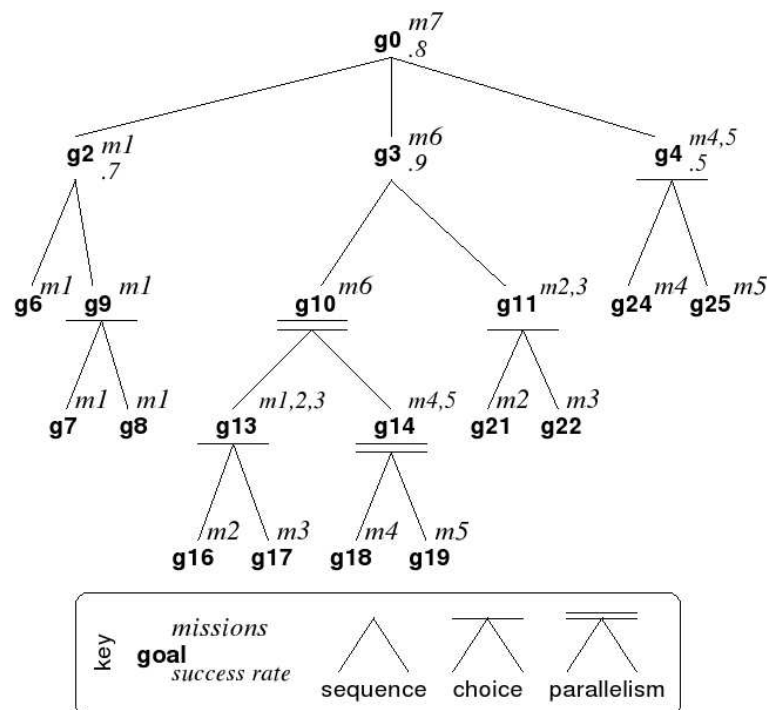 g0 m7
.8
g2 m1
.7
g3 m6
.9
g4 m4,5
.5
g6 m1
g9 m1
g10 m6
g11 m2,3
g24 m4
g25 m5
g7 m1
g8 m1
g13 m1,2,3
g14 m4,5
g21 m2
g22 m3
g16 m2
g17 m3
g18 m4
g19 m5
key
missions
goal
success rate
sequence
choice
parallelism